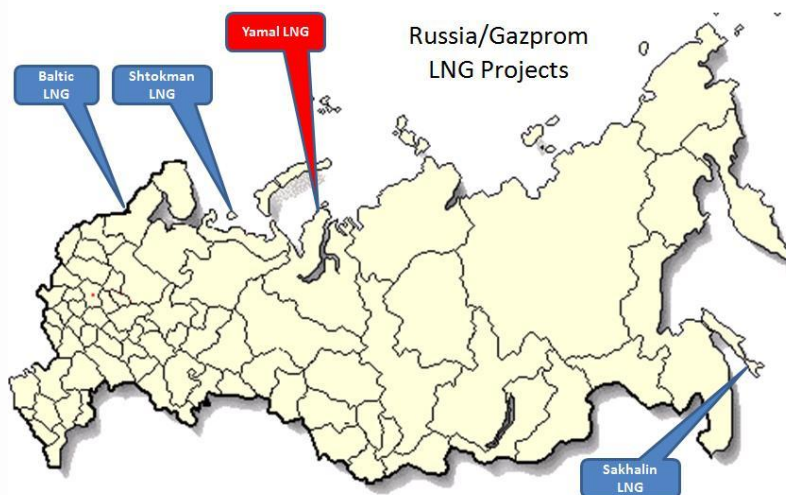 Yamal LNG
Russia/Gazprom
LNG Projects
Baltic
LNG
Shtokman
LNG
Sakhalin
LNG